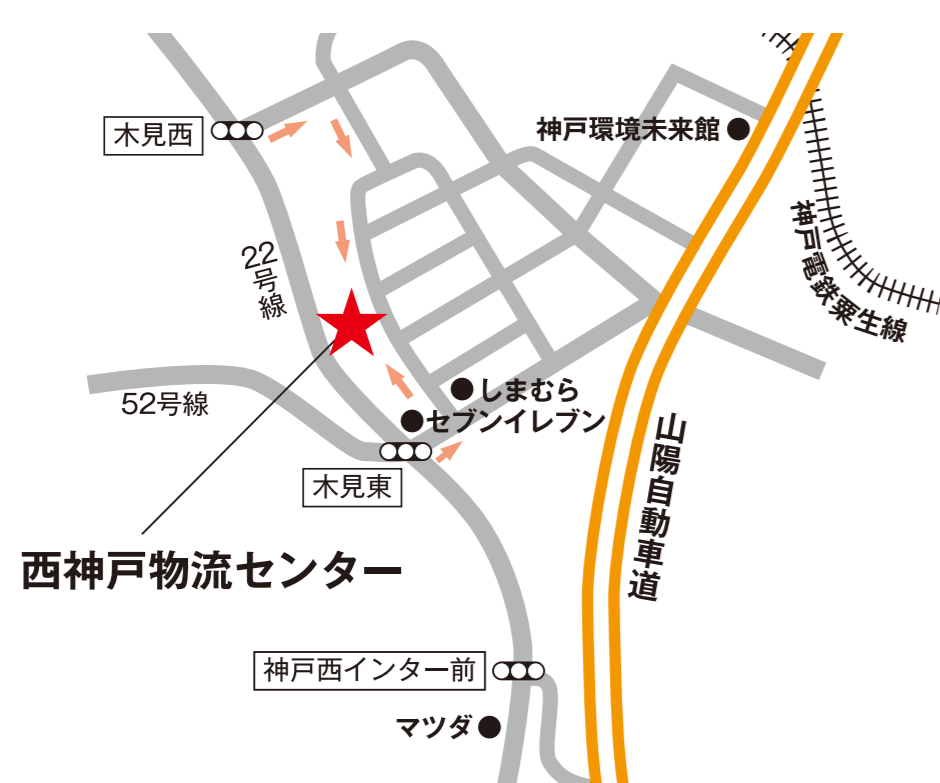 神戸環境未来館
木見西
神戸電鉄粟生線
22号線
しまむら
52号線
セブンイレブン
山陽自動車道
木見東
西神戸物流センター
神戸西インター前
マツダ